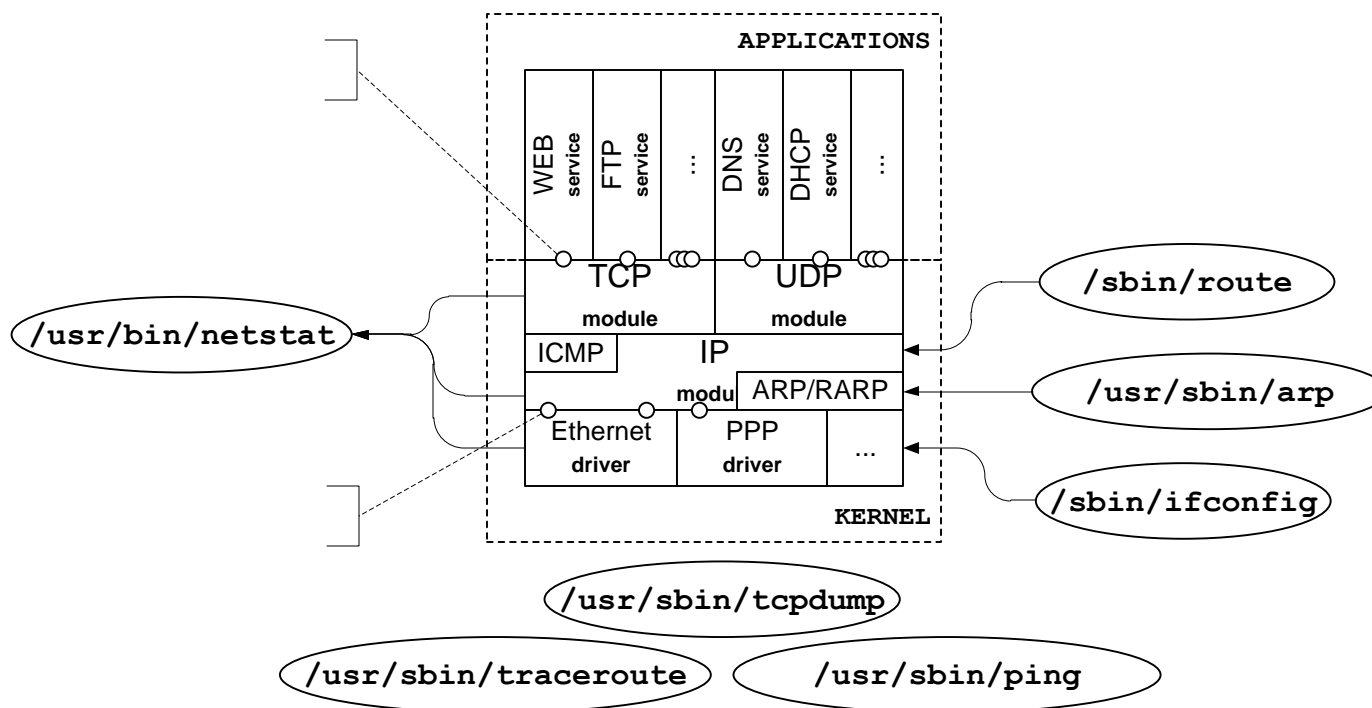 APPLICATIONS
WEB
service
FTP
service
...
DNS
service
DHCP
service
...
TCP
module
UDP
module
/sbin/route
/usr/bin/netstat
ICMP
IP
modu
ARP/RARP
/usr/sbin/arp
Ethernet
driver
PPP
driver
...
/sbin/ifconfig
KERNEL
/usr/sbin/tcpdump
/usr/sbin/traceroute
/usr/sbin/ping